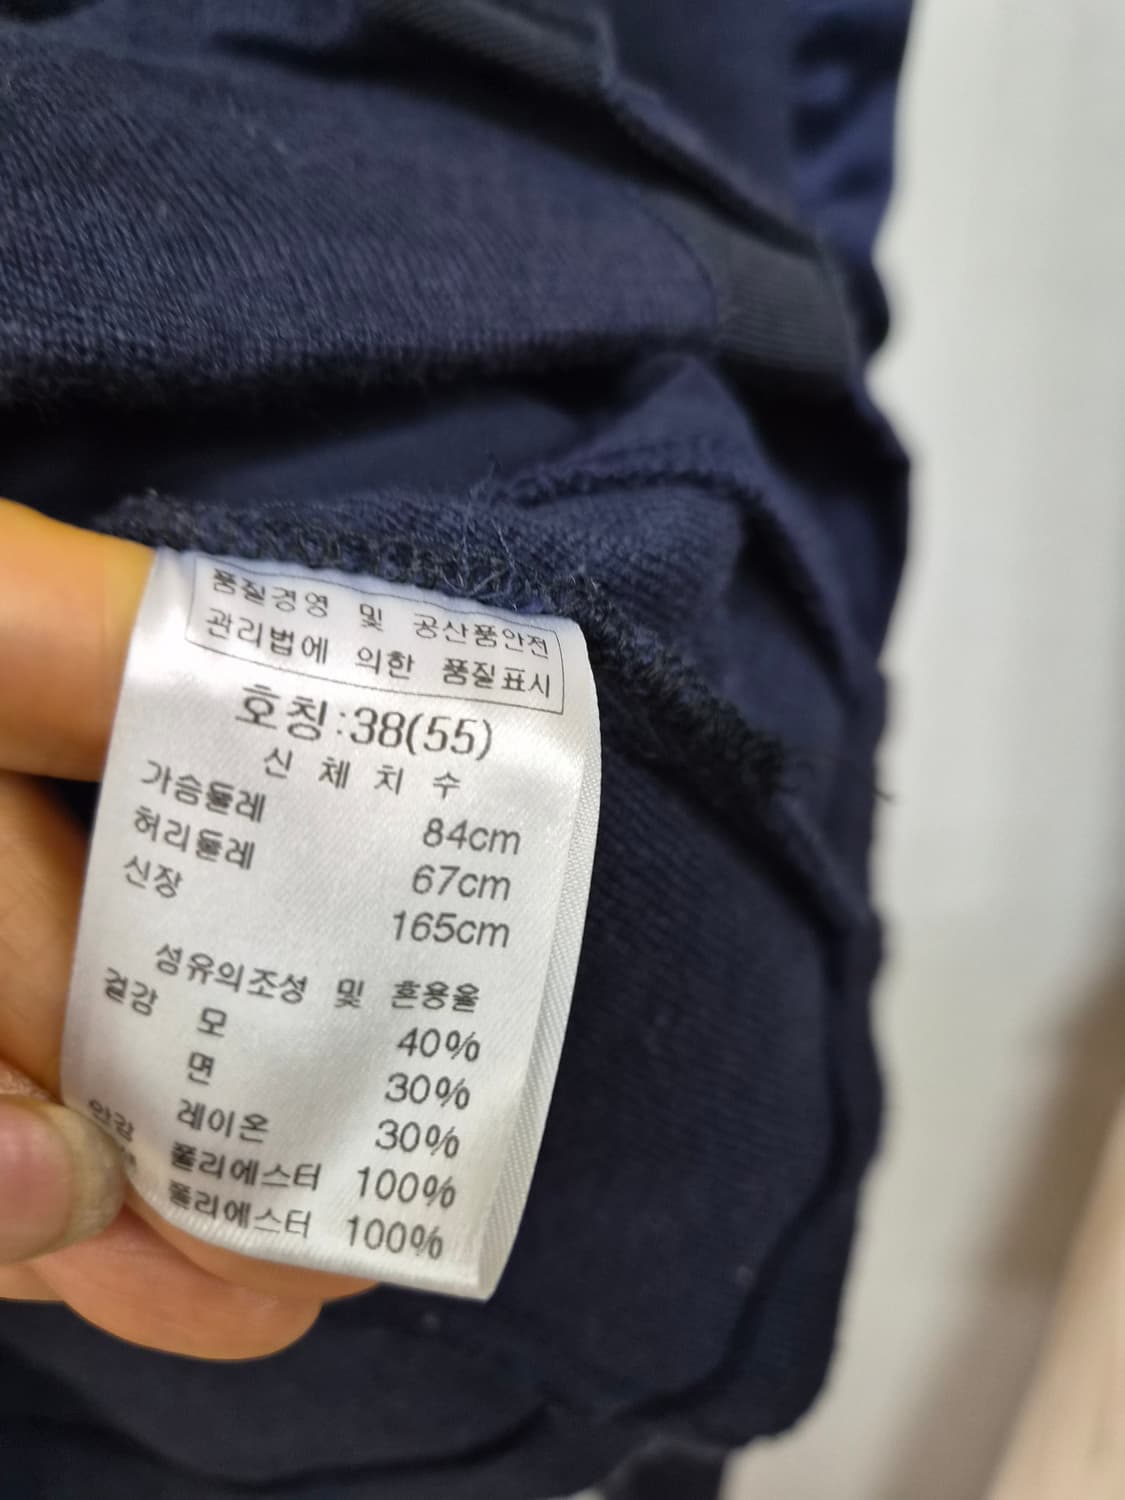 품질경영 및 공산품안전
관리법에 의한 품질표시
호칭:38(55)
신체치수
가슴둘레 84cm
허리둘레 67cm
신장 165cm
섬유의조성 및 혼용율
겉감 모 40%
면 30%
레이온 30%
안감 폴리에스터 100%
폴리에스터 100%